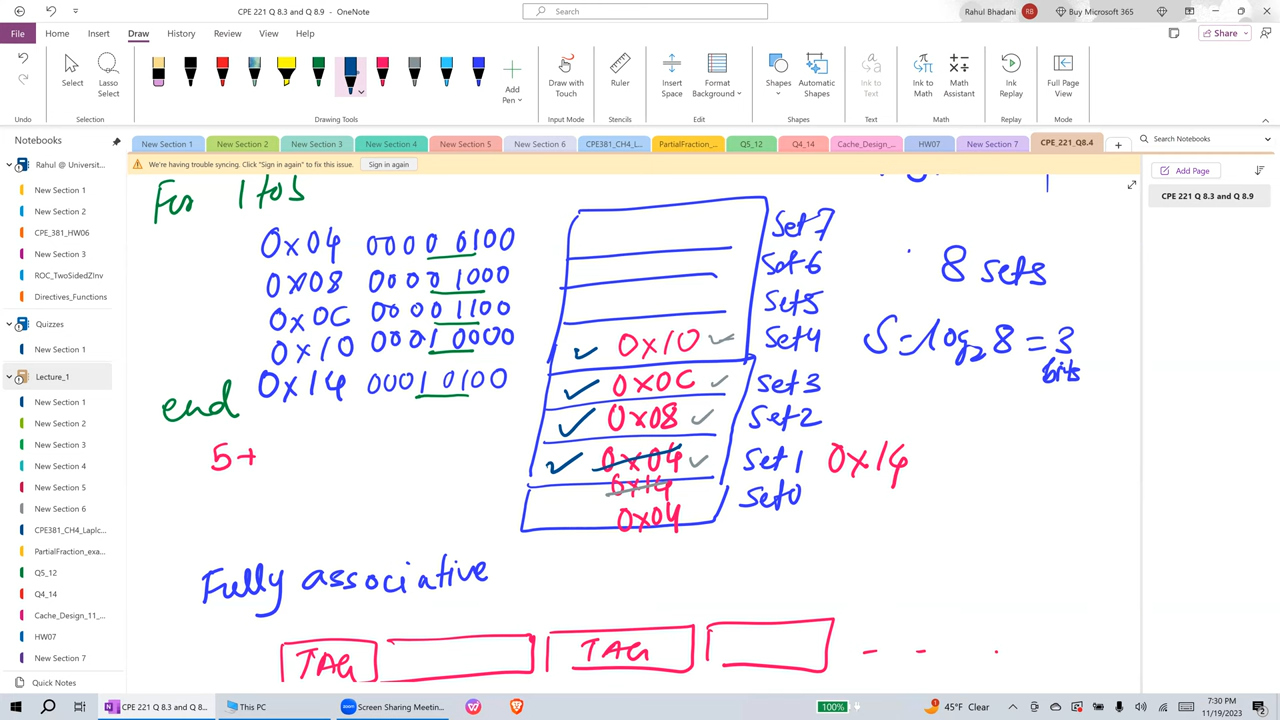 CPE 221 Q 8.3 and Q 8.9 - OneNote
Search
Rahul Bhadani
RB
Buy Microsoft 365
File
Home
Insert
Draw
History
Review
View
Help
Share
Select
Lasso Select
Add Pen
Draw with Touch
Ruler
Insert Space
Format Background
Shapes
Automatic Shapes
Ink to Text
Ink to Math
Math Assistant
Ink Replay
Full Page View
Undo
Selection
Drawing Tools
Input Mode
Stencils
Edit
Shapes
Convert
Math
Replay
View
Notebooks
New Section 1
New Section 2
New Section 3
New Section 4
New Section 5
New Section 6
CPE381_CH4_L...
PartialFraction_...
Q5_12
Q4_14
Cache_Design_...
HW07
New Section 7
CPE_221_Q8.4
Search Notebooks
We're having trouble syncing. Click "Sign in again" to fix this issue.
Sign in again
Add Page
CPE 221 Q 8.3 and Q 8.9
Rahul @ Universit...
New Section 1
New Section 2
CPE_381_HW06
New Section 3
ROC_TwoSidedZInv
Directives_Functions
Quizzes
New Section 1
Lecture_1
New Section 1
New Section 2
New Section 3
New Section 4
New Section 5
New Section 6
CPE381_CH4_Laplc...
PartialFraction_exa...
Q5_12
Q4_14
Cache_Design_11_...
HW07
New Section 7
Quick Notes
For 1 to 5
0x04 0000 0100
0x08 0000 1000
0x0C 0000 1100
0x10 0001 0000
0x14 0001 0100
end
5+
Set 7
Set 6
Set 5
0x10 Set 4
0x0C Set 3
0x08 Set 2
0x04 Set 1 0x14
0x14 Set 0
0x04
8 sets
S = log2 8 = 3
bits
Fully associative
TAG TAG - - -
CPE 221 Q 8.3 and Q 8...
This PC
Screen Sharing Meetin...
100%
45°F Clear
7:30 PM
11/19/2023